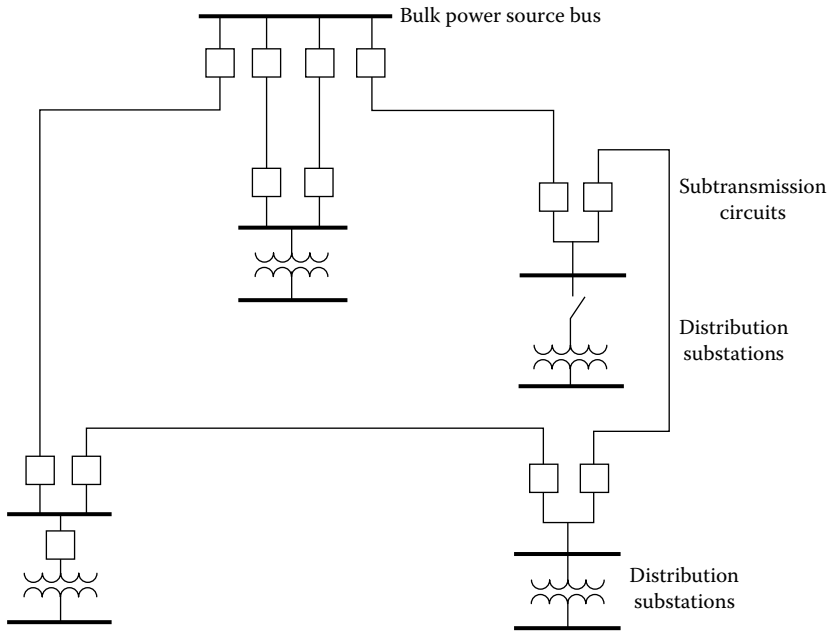 Bulk power source bus
Subtransmission
circuits
Distribution
substations
Distribution
substations